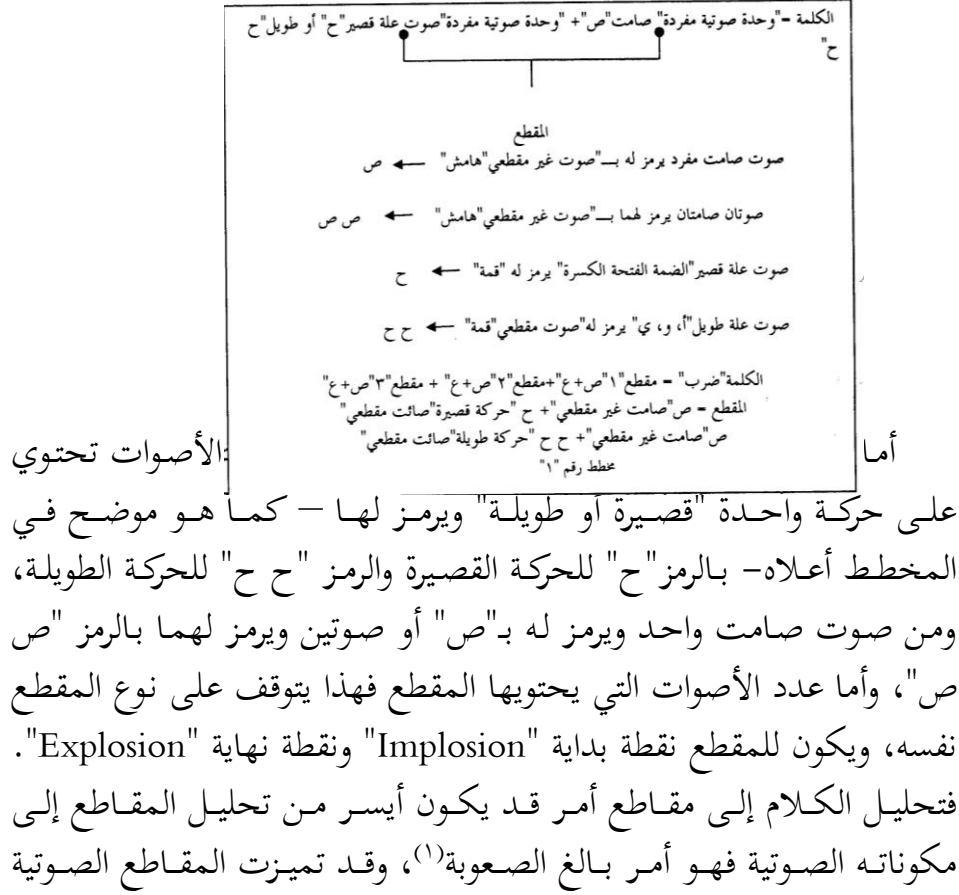 الكلمة =“وحدة صوتية مفردة" صامت"ص"+ "وحدة صوتية مفردة"صوت علة قصير"ح" أو طويل"ح
ح"
المقطع
صوت صامت مفرد يرمز له بــ"صوت غير مقطعي"هامش" ← ص
صوتان صامتان يرمز لهما بــ"صوت غير مقطعي"هامش" ← ص ص
صوت علة قصير"الضمة الفتحة الكسرة" يرمز له "قمة" ← ح
صوت علة طويل"أ، و، ي" يرمز له"صوت مقطعي"قمة" ← ح ح
الكلمة"ضرب" = مقطع"١"ص+ع"+مقطع"٢"ص+ع" + مقطع"٣"ص+ع"
المقطع = ص"صامت غير مقطعي"+ ح "حركة قصيرة"صائت مقطعي"
ص"صامت غير مقطعي"+ ح ح "حركة طويلة"صائت مقطعي"
مخطط رقم "١"
أما الأصوات تحتوي
على حركة واحدة "قصيرة أو طويلة" ويرمز لها – كما هو موضح في
المخطط أعلاه– بالرمز"ح" للحركة القصيرة والرمز "ح ح" للحركة الطويلة،
ومن صوت صامت واحد ويرمز له بـ"ص" أو صوتين ويرمز لهما بالرمز "ص
ص"، وأما عدد الأصوات التي يحتويها المقطع فهذا يتوقف على نوع المقطع
نفسه، ويكون للمقطع نقطة بداية "Implosion" ونقطة نهاية "Explosion".
فتحليل الكلام إلى مقاطع أمر قد يكون أيسر من تحليل المقاطع إلى
مكوناته الصوتية فهو أمر بالغ الصعوبة(١)، وقد تميزت المقاطع الصوتية